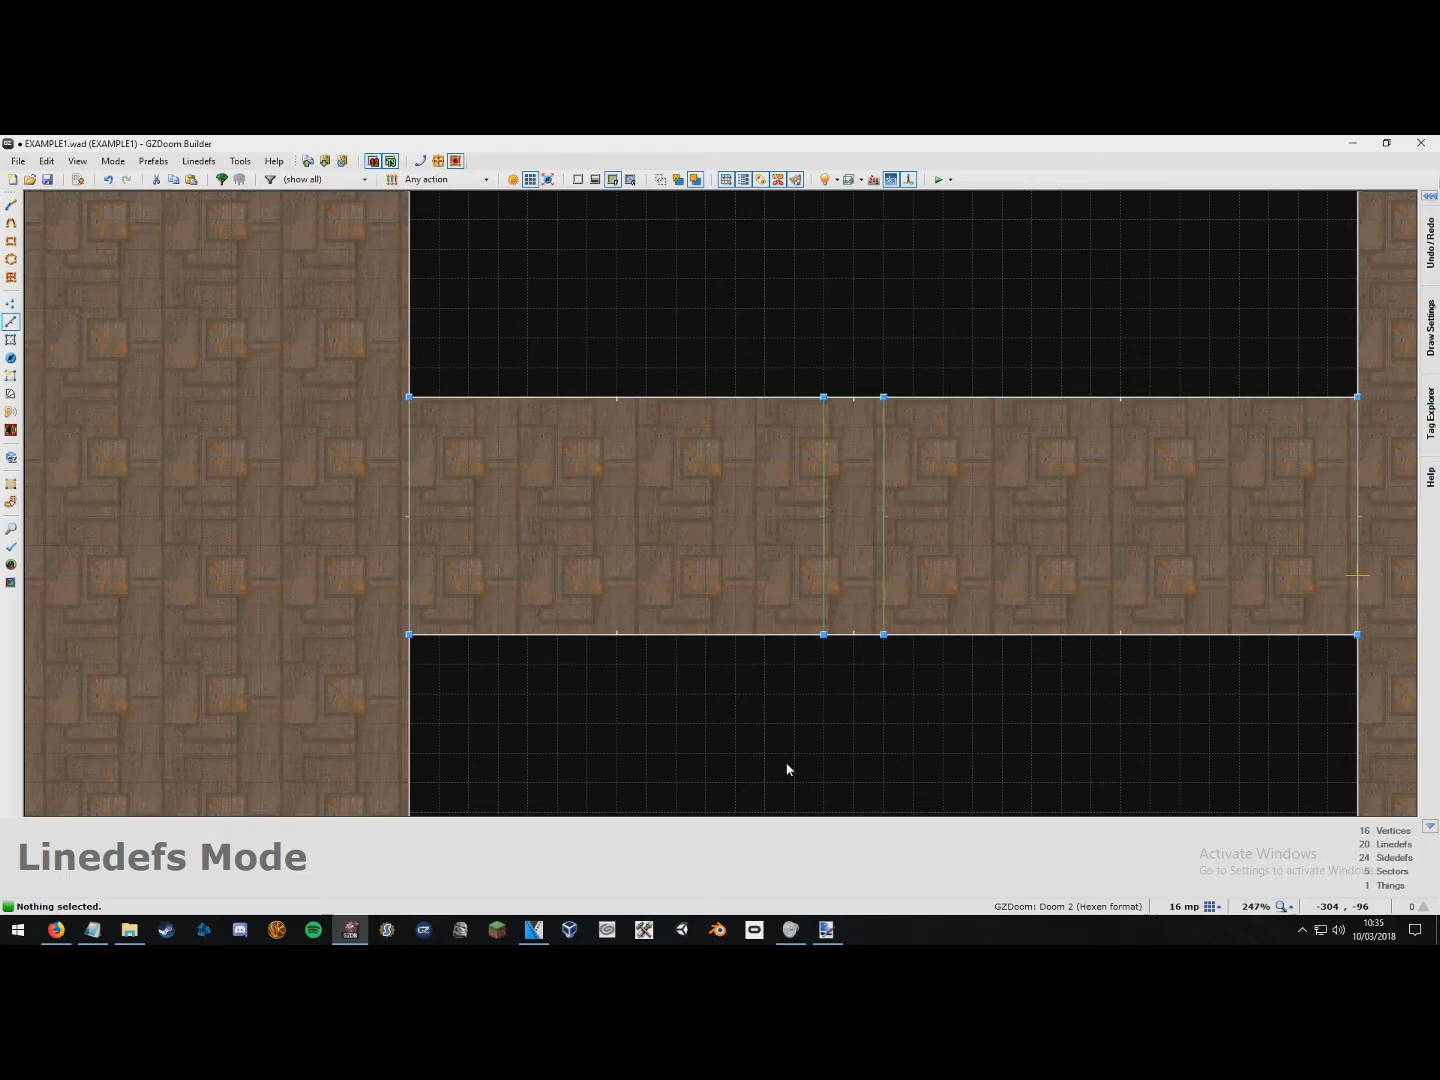 EXAMPLE1.wad (EXAMPLE1) - GZDoom Builder
File Edit View Mode Prefabs Linedefs Tools Help
(show all) Any action
Undo / Redo
Draw Settings
Tag Explorer
Help
Linedefs Mode
16 Vertices
20 Linedefs
24 Sidedefs
5 Sectors
1 Things
Activate Windows
Go to Settings to activate Windows.
Nothing selected.
GZDoom: Doom 2 (Hexen format) 16 mp 247% -304 , -96 0
10:35
10/03/2018